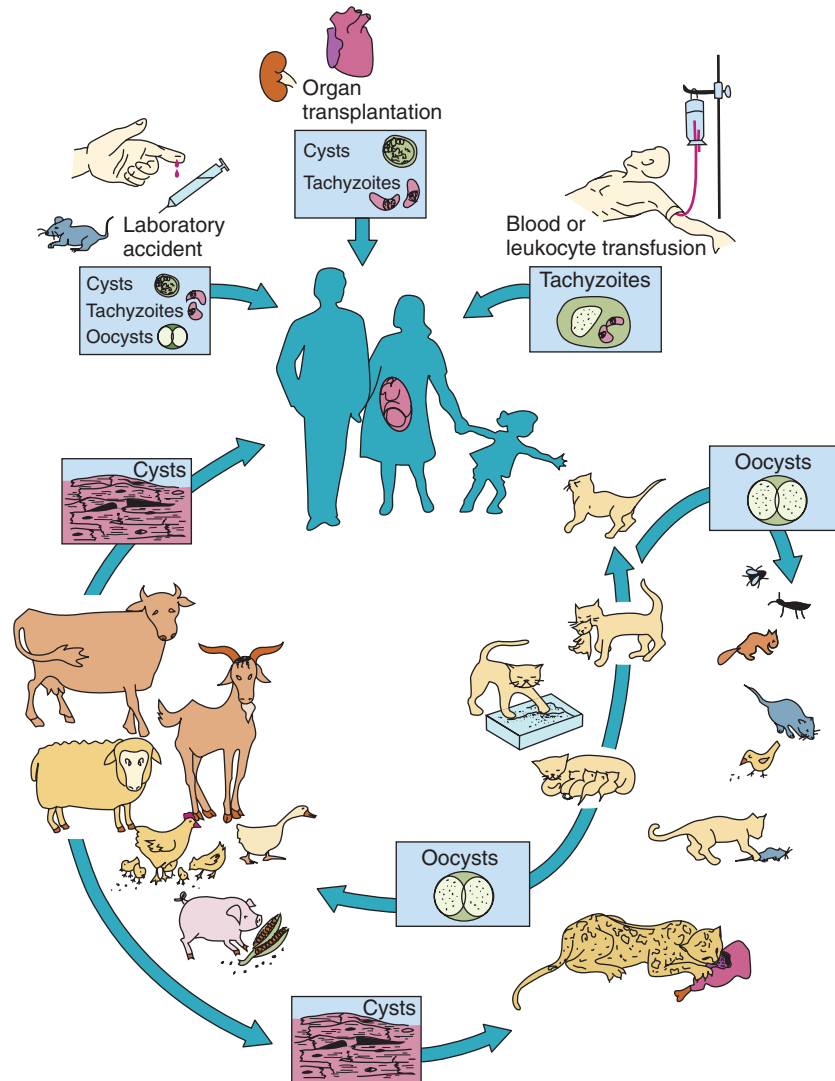 Organ
transplantation
Cysts
Tachyzoites
Laboratory
accident
Cysts
Tachyzoites
Oocysts
Blood or
leukocyte transfusion
Tachyzoites
Cysts
Oocysts
Oocysts
Cysts